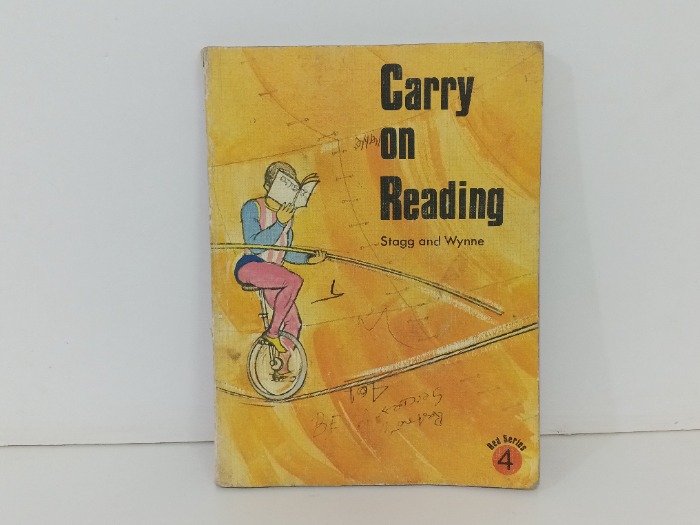 Carry
on
Reading
Stagg and Wynne
Red Series
4